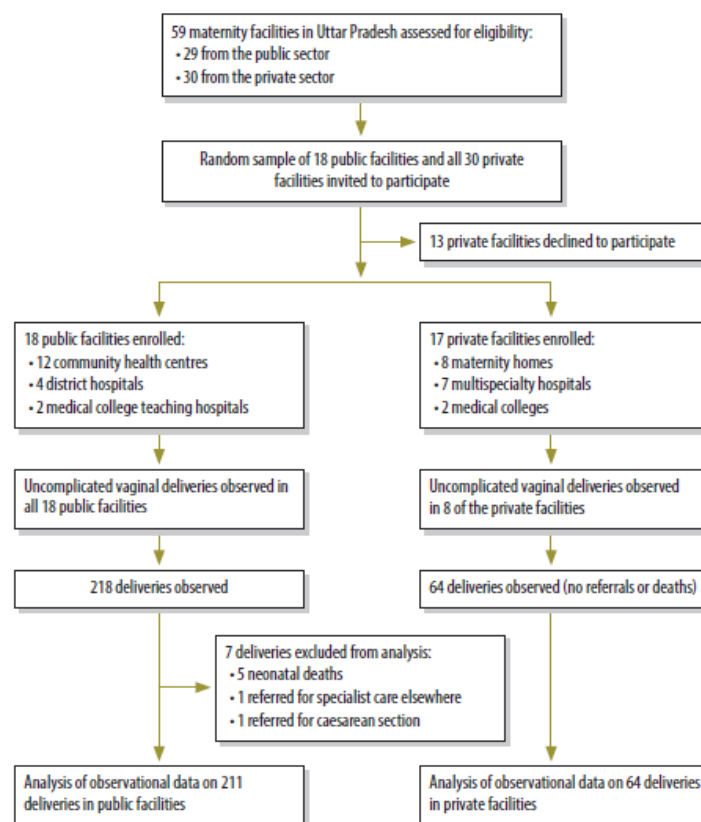 59 maternity facilities in Uttar Pradesh assessed for eligibility:
• 29 from the public sector
• 30 from the private sector
Random sample of 18 public facilities and all 30 private
facilities invited to participate
13 private facilities declined to participate
18 public facilities enrolled:
• 12 community health centres
• 4 district hospitals
• 2 medical college teaching hospitals
17 private facilities enrolled:
• 8 maternity homes
• 7 multispecialty hospitals
• 2 medical colleges
Uncomplicated vaginal deliveries observed in
all 18 public facilities
Uncomplicated vaginal deliveries observed
in 8 of the private facilities
218 deliveries observed
64 deliveries observed (no referrals or deaths)
7 deliveries excluded from analysis:
• 5 neonatal deaths
• 1 referred for specialist care elsewhere
• 1 referred for caesarean section
Analysis of observational data on 211
deliveries in public facilities
Analysis of observational data on 64 deliveries
in private facilities